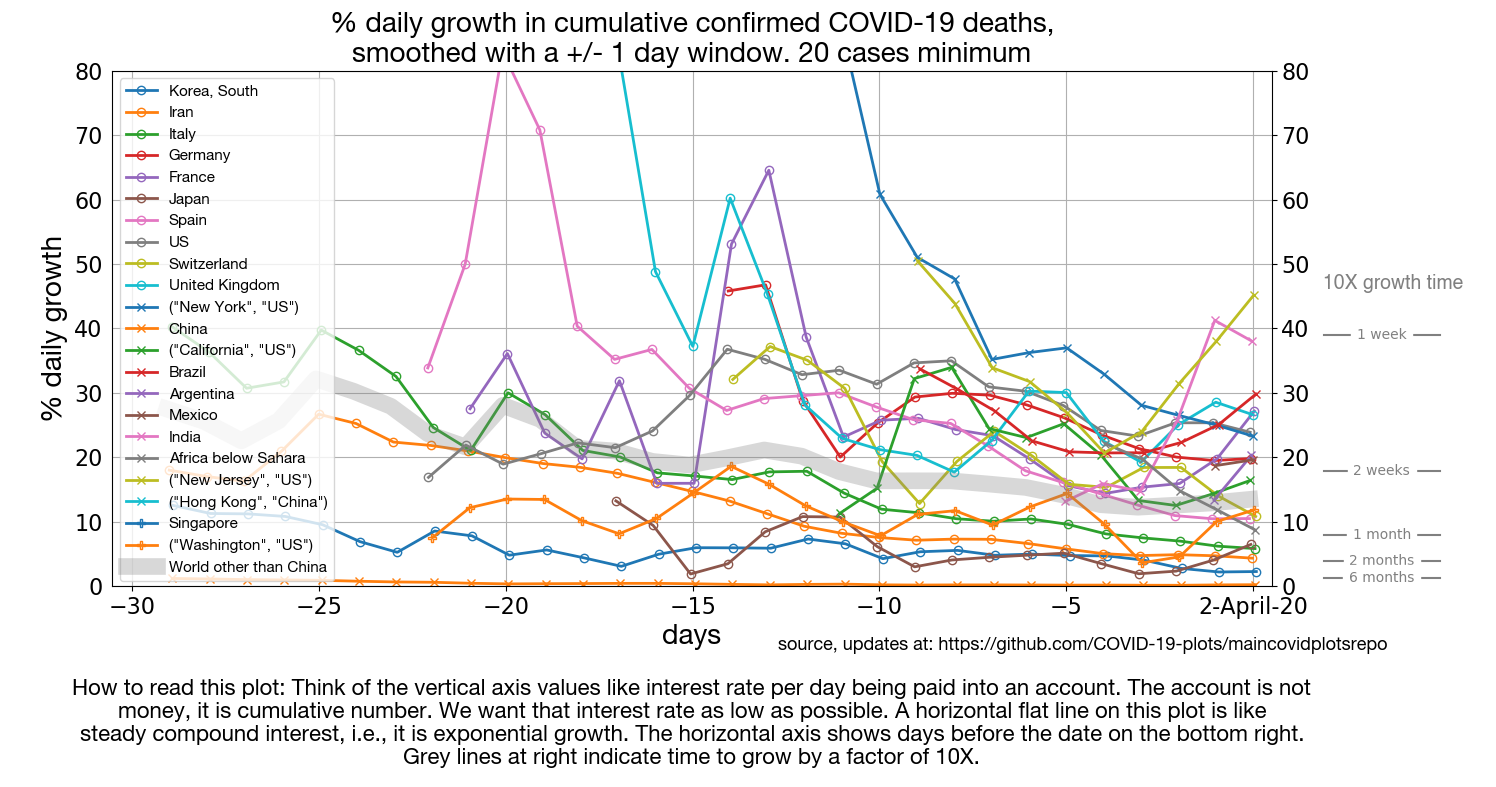 % daily growth in cumulative confirmed COVID-19 deaths,
smoothed with a +/- 1 day window. 20 cases minimum
% daily growth
80
70
60
50
40
30
20
10
0
Korea, South
Iran
Italy
Germany
France
Japan
Spain
US
Switzerland
United Kingdom
("New York", "US")
China
("California", "US")
Brazil
Argentina
Mexico
India
Africa below Sahara
("New Jersey", "US")
("Hong Kong", "China")
Singapore
("Washington", "US")
World other than China
80
70
60
50
40
30
20
10
0
10X growth time
1 week
2 weeks
1 month
2 months
6 months
−30 −25 −20 −15 −10 −5 2-April-20
days
source, updates at: https://github.com/COVID-19-plots/maincovidplotsrepo
How to read this plot: Think of the vertical axis values like interest rate per day being paid into an account. The account is not
money, it is cumulative number. We want that interest rate as low as possible. A horizontal flat line on this plot is like
steady compound interest, i.e., it is exponential growth. The horizontal axis shows days before the date on the bottom right.
Grey lines at right indicate time to grow by a factor of 10X.